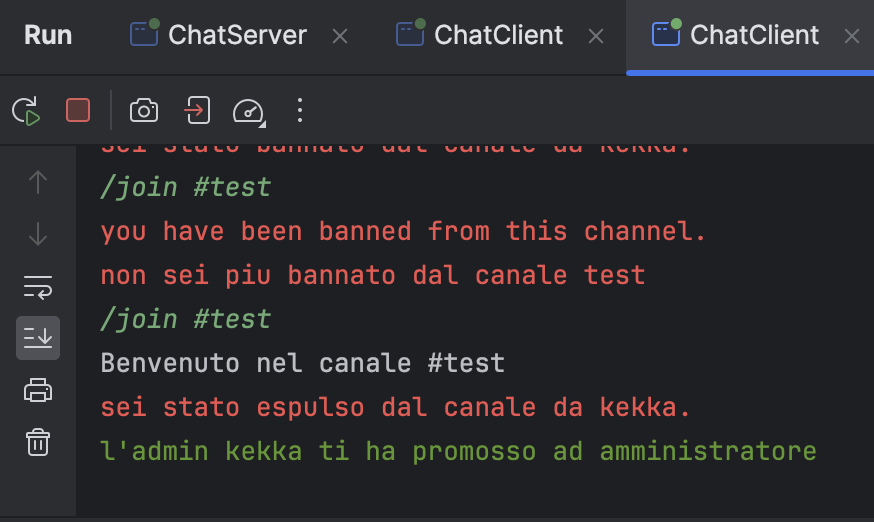 Run ChatServer ChatClient ChatClient
sei stato bannato dal canale da kekka.
/join #test
you have been banned from this channel.
non sei piu bannato dal canale test
/join #test
Benvenuto nel canale #test
sei stato espulso dal canale da kekka.
l'admin kekka ti ha promosso ad amministratore